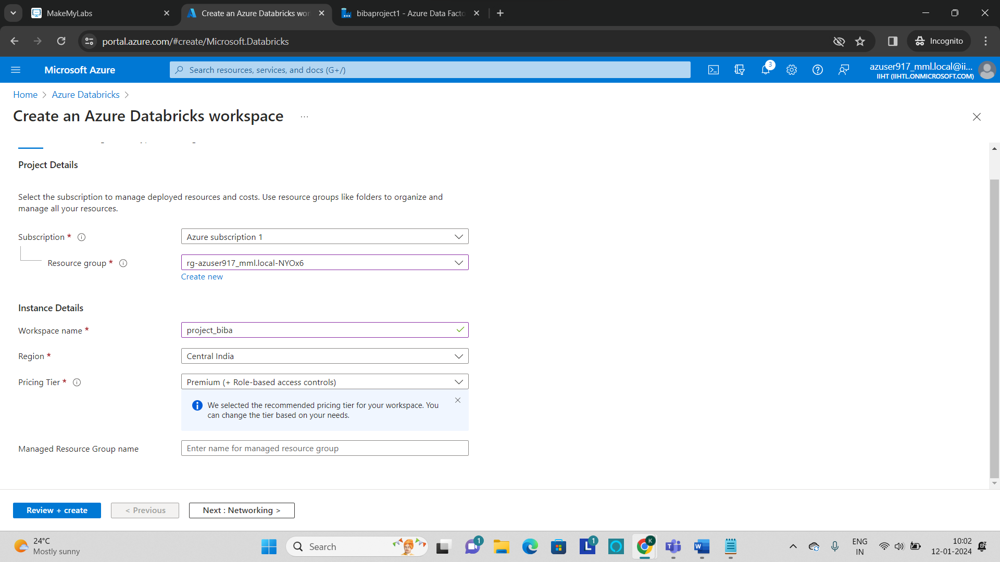 MakeMyLabs
Create an Azure Databricks wor
bibaproject1 - Azure Data Facto
portal.azure.com/#create/Microsoft.Databricks
Incognito
Microsoft Azure
Search resources, services, and docs (G+/)
3
azuser917_mml.local@ii...
IIHT (IIHTL.ONMICROSOFT.COM)
Home > Azure Databricks >
Create an Azure Databricks workspace ...
Project Details
Select the subscription to manage deployed resources and costs. Use resource groups like folders to organize and
manage all your resources.
Subscription *
Azure subscription 1
Resource group *
rg-azuser917_mml.local-NYOx6
Create new
Instance Details
Workspace name *
project_biba
Region *
Central India
Pricing Tier *
Premium (+ Role-based access controls)
We selected the recommended pricing tier for your workspace. You
can change the tier based on your needs.
Managed Resource Group name
Enter name for managed resource group
Review + create
< Previous
Next : Networking >
24°C
Mostly sunny
Search
1
L
1
K
W
ENG
IN
10:02
12-01-2024